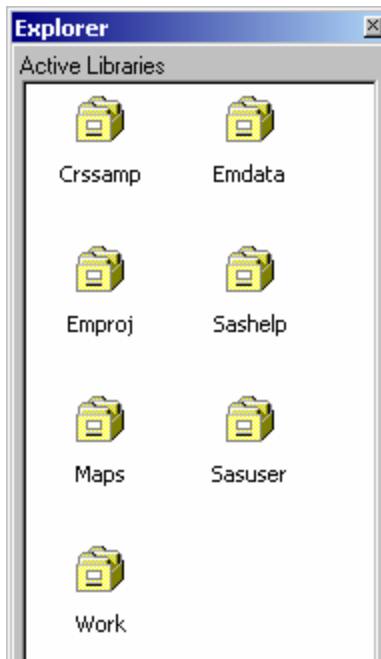 Explorer
Active Libraries
Crssamp Emdata
Emproj Sashelp
Maps Sasuser
Work